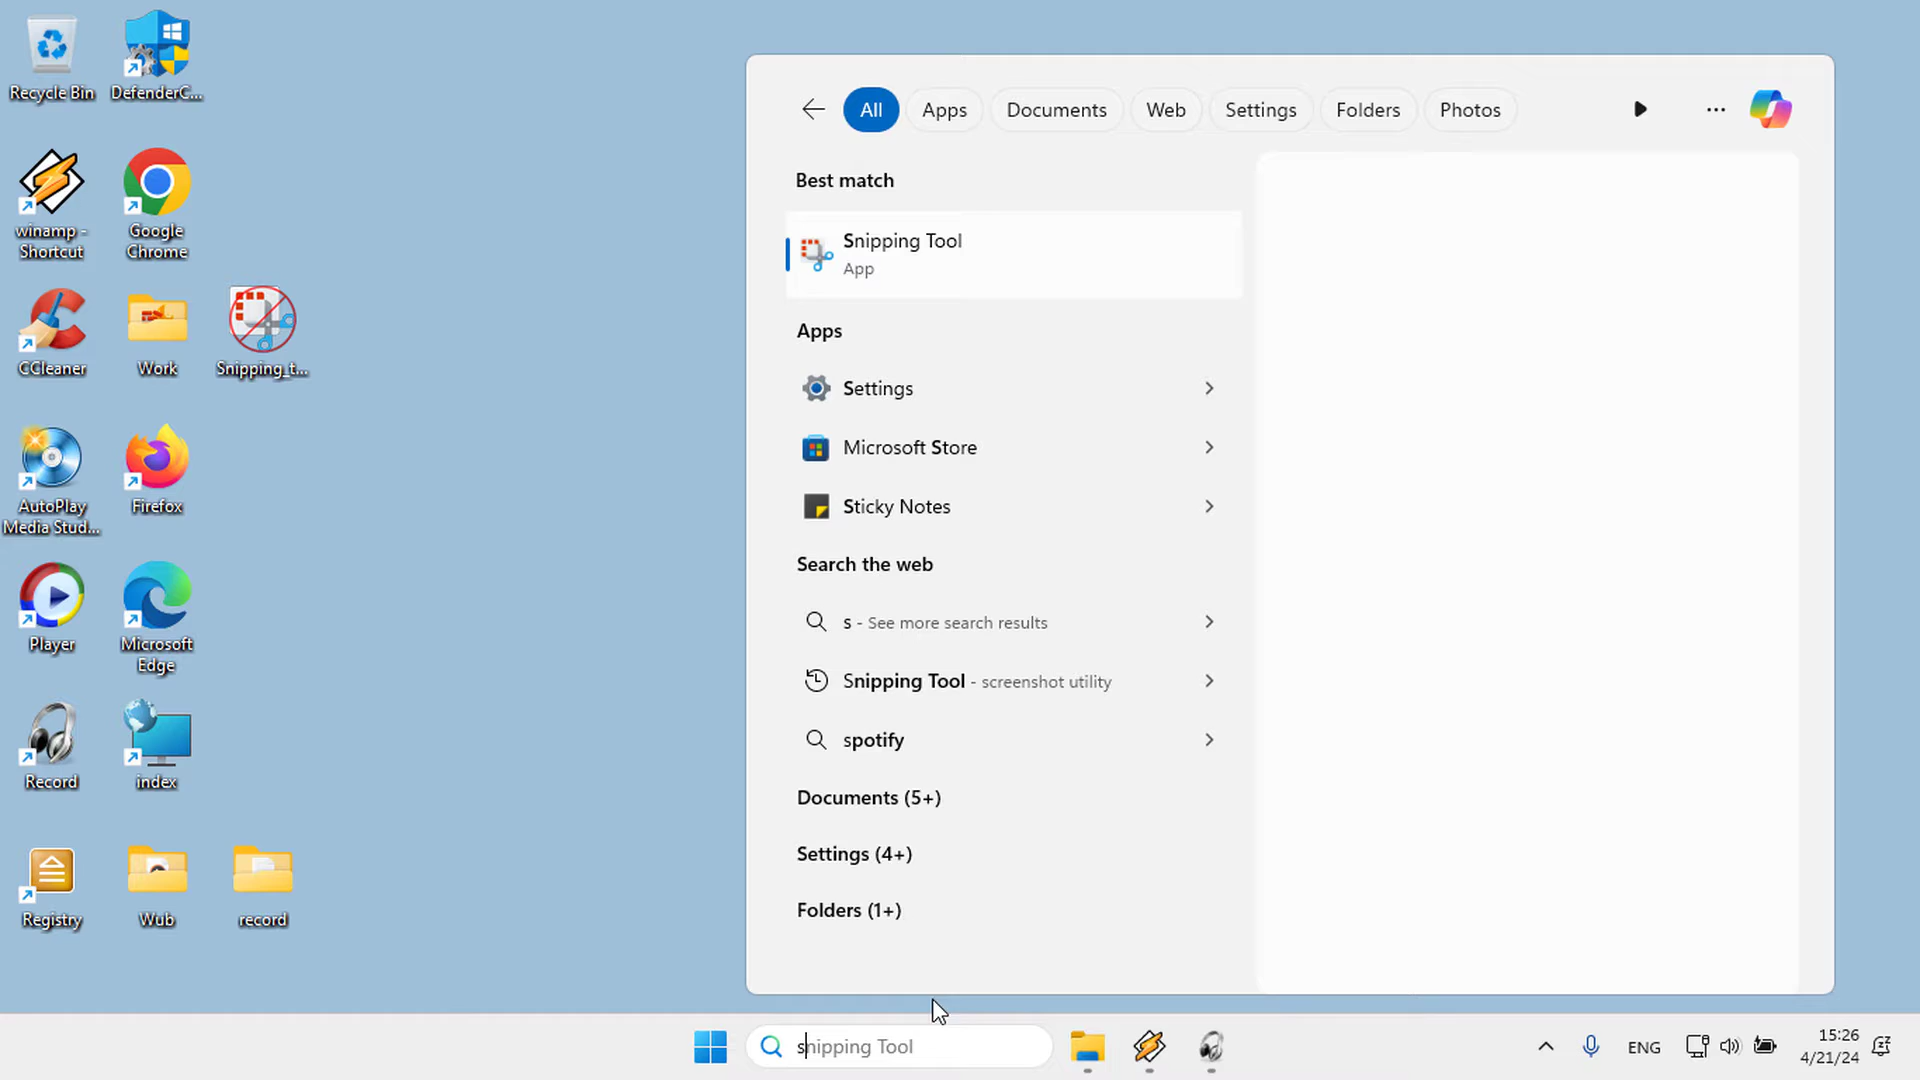 Recycle Bin
DefenderC...
winamp -
Shortcut
Google
Chrome
CCleaner
Work
Snipping_t...
AutoPlay
Media Stud...
Firefox
Player
Microsoft
Edge
Record
index
Registry
Wub
record
All
Apps
Documents
Web
Settings
Folders
Photos
Best match
Snipping Tool
App
Apps
Settings
Microsoft Store
Sticky Notes
Search the web
s - See more search results
Snipping Tool - screenshot utility
spotify
Documents (5+)
Settings (4+)
Folders (1+)
snipping Tool
ENG
15:26
4/21/24